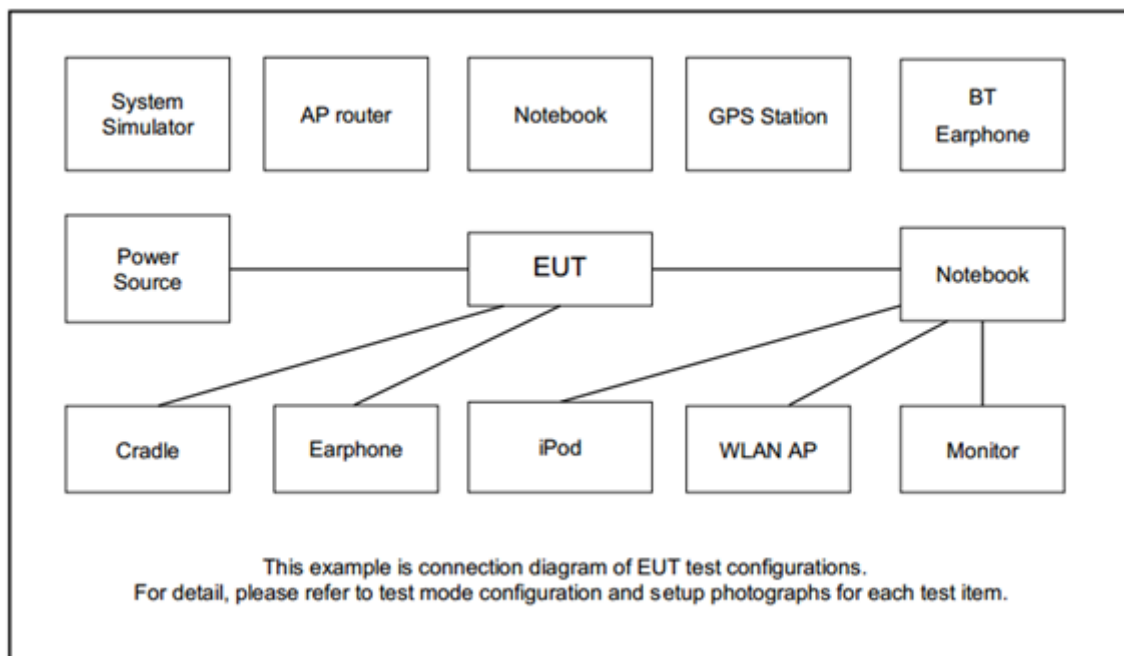 System
Simulator
AP router
Notebook
GPS Station
BT
Earphone
Power
Source
EUT
Notebook
Cradle
Earphone
iPod
WLAN AP
Monitor
This example is connection diagram of EUT test configurations.
For detail, please refer to test mode configuration and setup photographs for each test item.